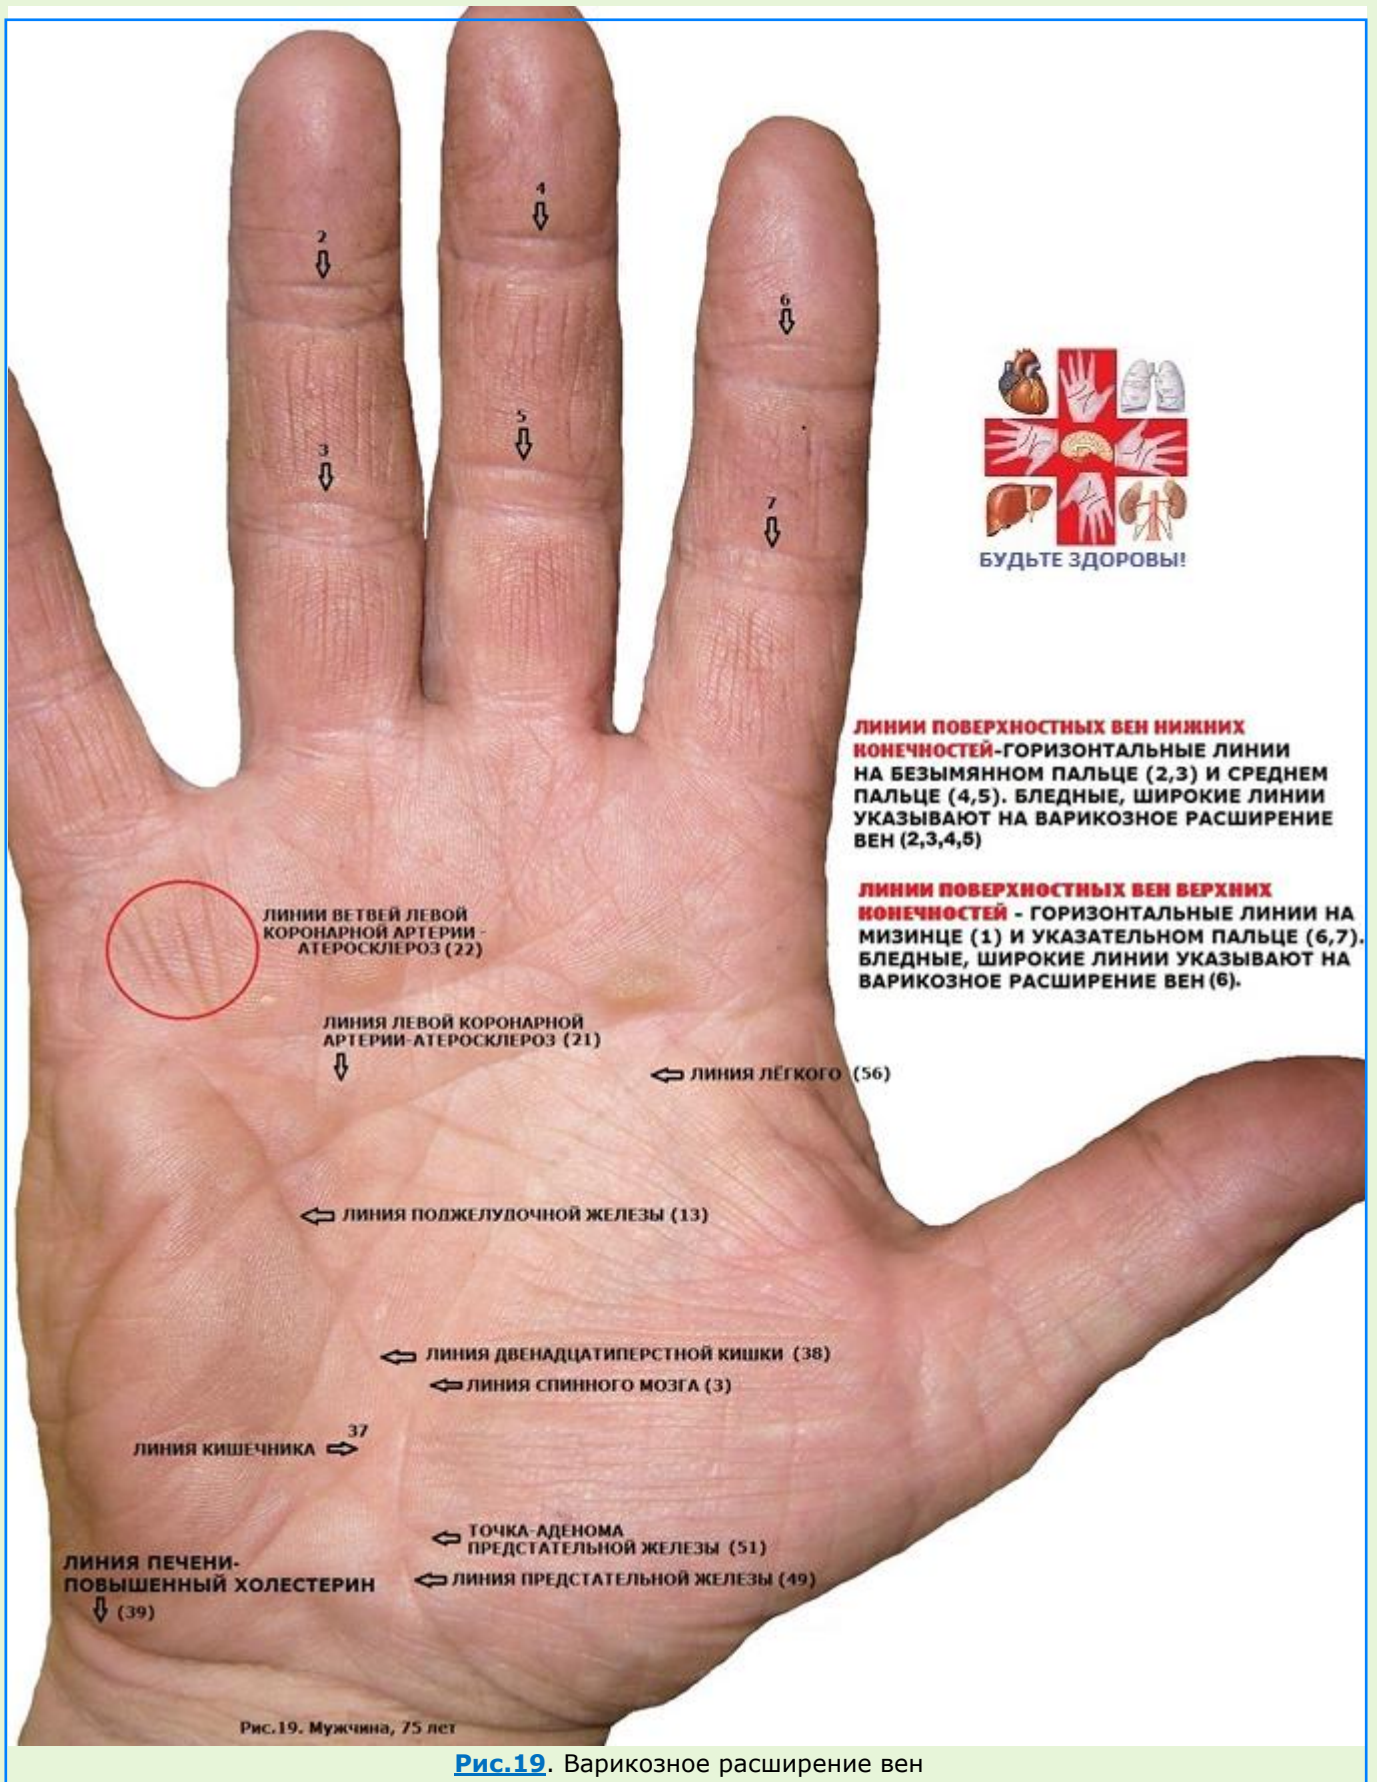 4
2
6
5
3
7
БУДЬТЕ ЗДОРОВЫ!
ЛИНИИ ПОВЕРХНОСТНЫХ ВЕН НИЖНИХ
КОНЕЧНОСТЕЙ-ГОРИЗОНТАЛЬНЫЕ ЛИНИИ
НА БЕЗЫМЯННОМ ПАЛЬЦЕ (2,3) И СРЕДНЕМ
ПАЛЬЦЕ (4,5). БЛЕДНЫЕ, ШИРОКИЕ ЛИНИИ
УКАЗЫВАЮТ НА ВАРИКОЗНОЕ РАСШИРЕНИЕ
ВЕН (2,3,4,5)
ЛИНИИ ПОВЕРХНОСТНЫХ ВЕН ВЕРХНИХ
КОНЕЧНОСТЕЙ - ГОРИЗОНТАЛЬНЫЕ ЛИНИИ НА
МИЗИНЦЕ (1) И УКАЗАТЕЛЬНОМ ПАЛЬЦЕ (6,7).
БЛЕДНЫЕ, ШИРОКИЕ ЛИНИИ УКАЗЫВАЮТ НА
ВАРИКОЗНОЕ РАСШИРЕНИЕ ВЕН (6).
ЛИНИИ ВЕТВЕЙ ЛЕВОЙ
КОРОНАРНОЙ АРТЕРИИ -
АТЕРОСКЛЕРОЗ (22)
ЛИНИЯ ЛЕВОЙ КОРОНАРНОЙ
АРТЕРИИ-АТЕРОСКЛЕРОЗ (21)
ЛИНИЯ ЛЁГКОГО (56)
ЛИНИЯ ПОДЖЕЛУДОЧНОЙ ЖЕЛЕЗЫ (13)
ЛИНИЯ ДВЕНАДЦАТИПЕРСТНОЙ КИШКИ (38)
ЛИНИЯ СПИННОГО МОЗГА (3)
37
ЛИНИЯ КИШЕЧНИКА
ТОЧКА-АДЕНОМА
ПРЕДСТАТЕЛЬНОЙ ЖЕЛЕЗЫ (51)
ЛИНИЯ ПРЕДСТАТЕЛЬНОЙ ЖЕЛЕЗЫ (49)
ЛИНИЯ ПЕЧЕНИ-
ПОВЫШЕННЫЙ ХОЛЕСТЕРИН
(39)
Рис.19. Мужчина, 75 лет
Рис.19. Варикозное расширение вен